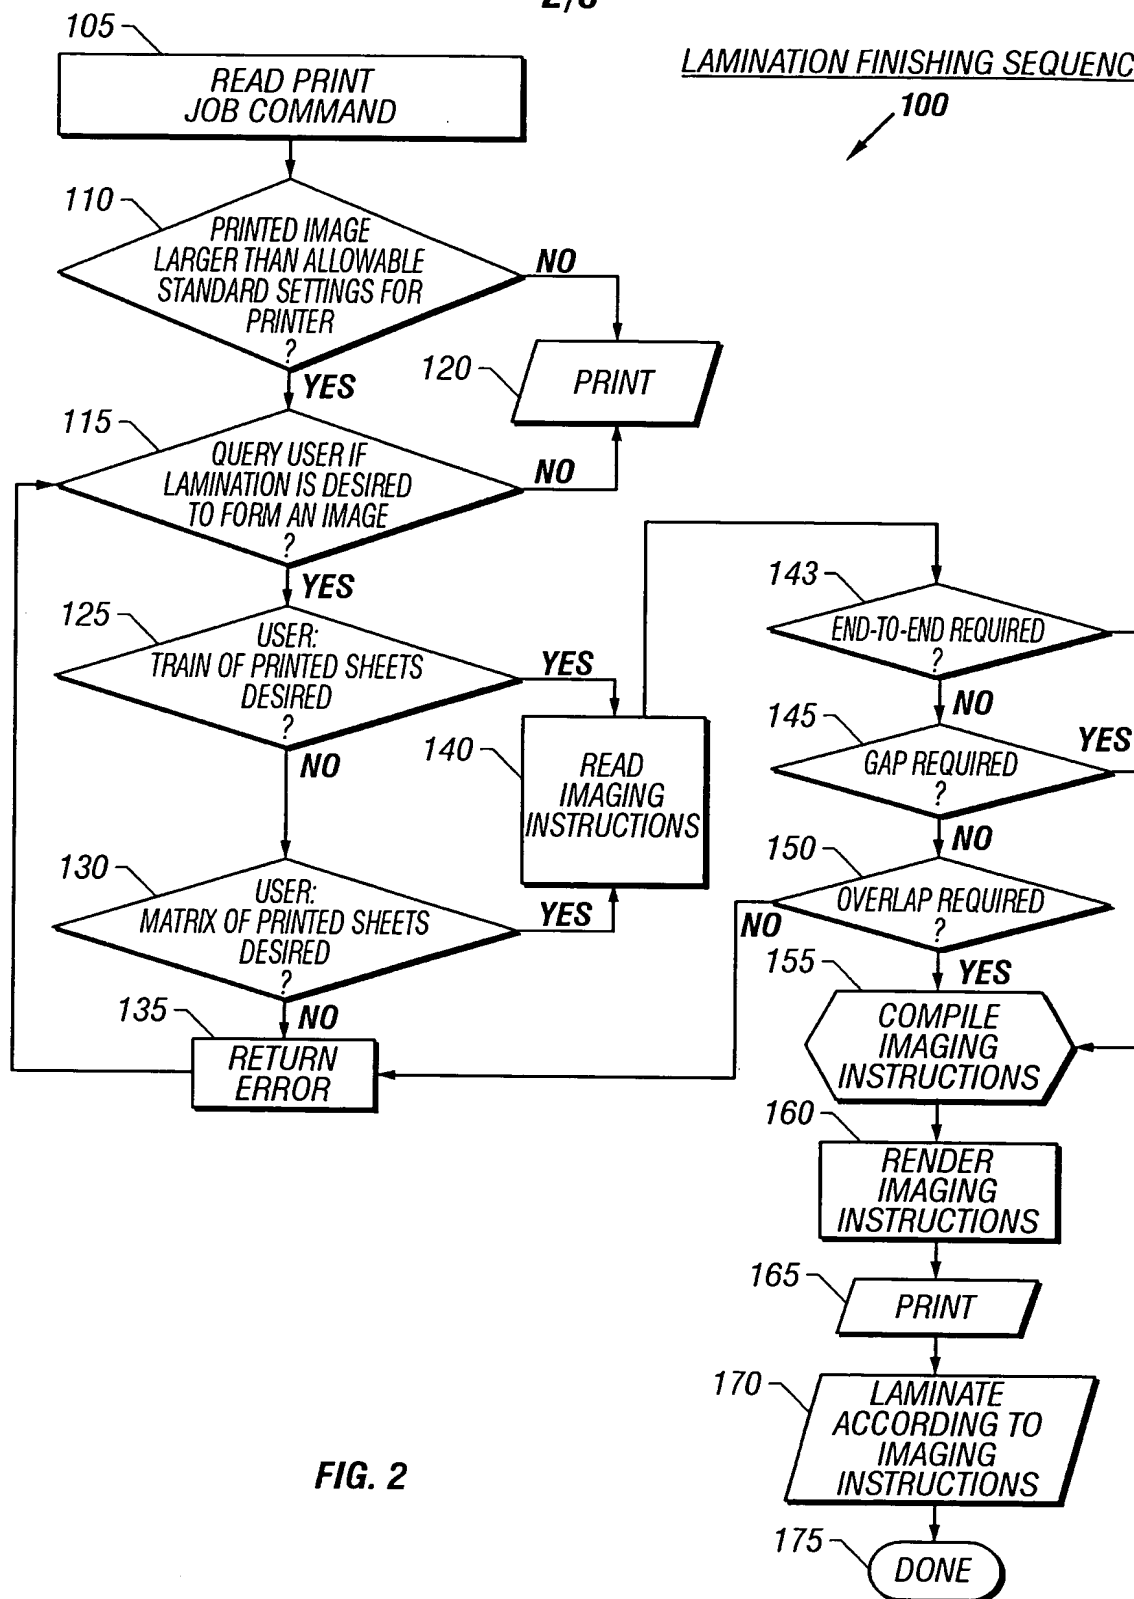 LAMINATION FINISHING SEQUENC
100
105
READ PRINT
JOB COMMAND
110
PRINTED IMAGE
LARGER THAN ALLOWABLE
STANDARD SETTINGS FOR
PRINTER
?
NO
YES
120
PRINT
115
QUERY USER IF
LAMINATION IS DESIRED
TO FORM AN IMAGE
?
NO
YES
125
USER:
TRAIN OF PRINTED SHEETS
DESIRED
?
YES
NO
140
READ
IMAGING
INSTRUCTIONS
130
USER:
MATRIX OF PRINTED SHEETS
DESIRED
?
YES
NO
135
RETURN
ERROR
143
END-TO-END REQUIRED
?
NO
145
GAP REQUIRED
?
YES
NO
150
OVERLAP REQUIRED
?
NO
YES
155
COMPILE
IMAGING
INSTRUCTIONS
160
RENDER
IMAGING
INSTRUCTIONS
165
PRINT
170
LAMINATE
ACCORDING TO
IMAGING
INSTRUCTIONS
175
DONE
FIG. 2